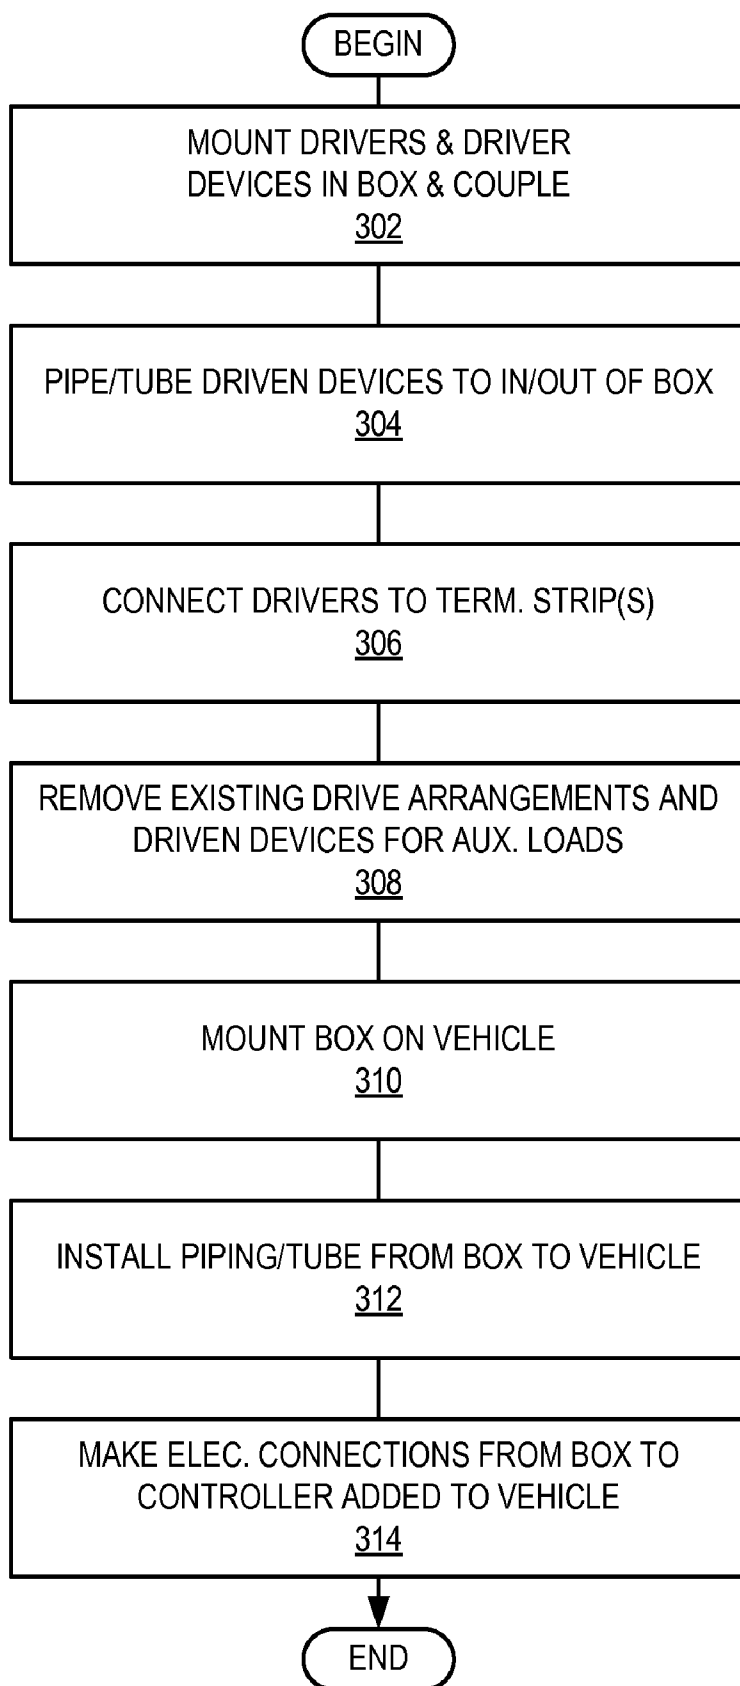 BEGIN
MOUNT DRIVERS & DRIVER
DEVICES IN BOX & COUPLE
302
PIPE/TUBE DRIVEN DEVICES TO IN/OUT OF BOX
304
CONNECT DRIVERS TO TERM. STRIP(S)
306
REMOVE EXISTING DRIVE ARRANGEMENTS AND
DRIVEN DEVICES FOR AUX. LOADS
308
MOUNT BOX ON VEHICLE
310
INSTALL PIPING/TUBE FROM BOX TO VEHICLE
312
MAKE ELEC. CONNECTIONS FROM BOX TO
CONTROLLER ADDED TO VEHICLE
314
END